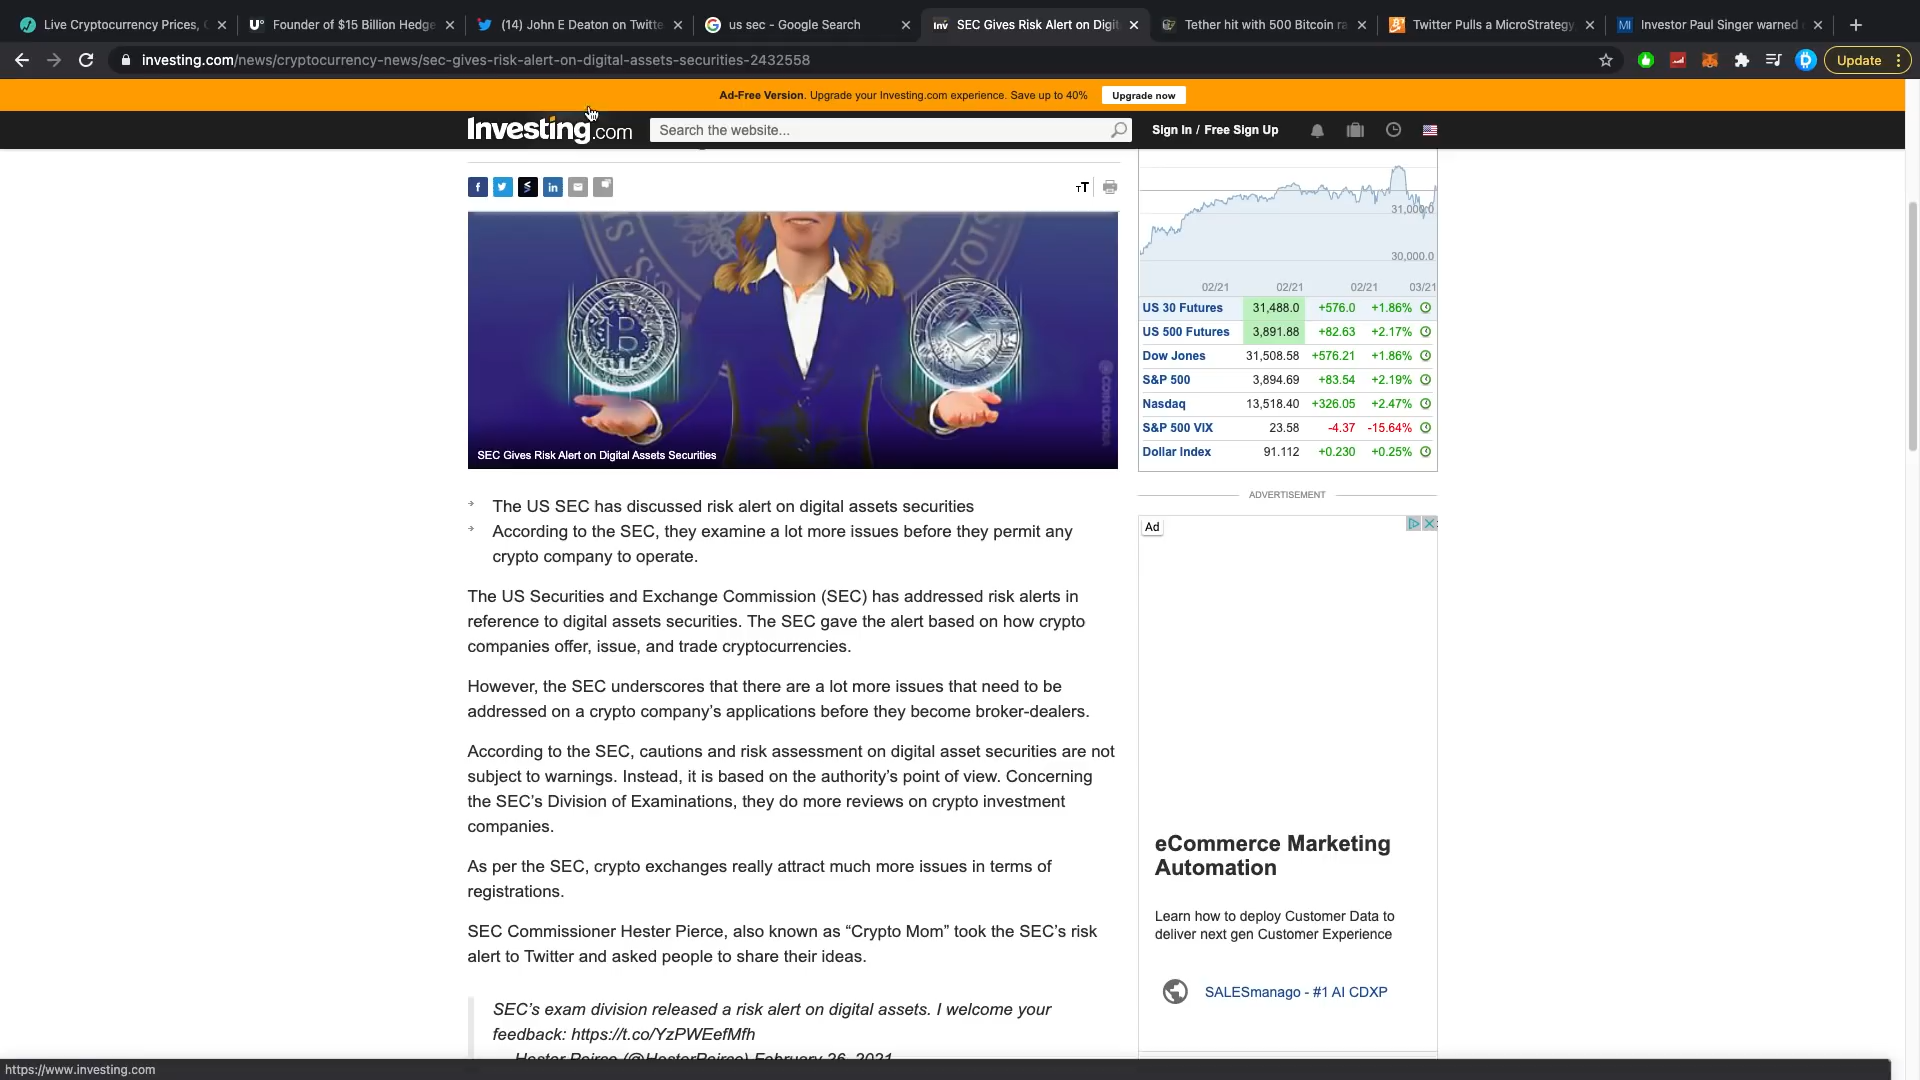 Live Cryptocurrency Prices,
Founder of $15 Billion Hedge
(14) John E Deaton on Twitte
us sec - Google Search
Inv
SEC Gives Risk Alert on Digit
Tether hit with 500 Bitcoin ra
Twitter Pulls a MicroStrategy
MI
Investor Paul Singer warned
investing.com/news/cryptocurrency-news/sec-gives-risk-alert-on-digital-assets-securities-2432558
Update
Ad-Free Version. Upgrade your Investing.com experience. Save up to 40%
Upgrade now
Investing.com
Search the website...
Sign In / Free Sign Up
TT
31,000.0
30,000.0
02/21
02/21
02/21
03/21
US 30 Futures 31,488.0 +576.0 +1.86%
US 500 Futures 3,891.88 +82.63 +2.17%
Dow Jones 31,508.58 +576.21 +1.86%
S&P 500 3,894.69 +83.54 +2.19%
Nasdaq 13,518.40 +326.05 +2.47%
S&P 500 VIX 23.58 -4.37 -15.64%
Dollar Index 91.112 +0.230 +0.25%
COIN QUORA
SEC Gives Risk Alert on Digital Assets Securities
The US SEC has discussed risk alert on digital assets securities
According to the SEC, they examine a lot more issues before they permit any
crypto company to operate.
The US Securities and Exchange Commission (SEC) has addressed risk alerts in
reference to digital assets securities. The SEC gave the alert based on how crypto
companies offer, issue, and trade cryptocurrencies.
However, the SEC underscores that there are a lot more issues that need to be
addressed on a crypto company's applications before they become broker-dealers.
According to the SEC, cautions and risk assessment on digital asset securities are not
subject to warnings. Instead, it is based on the authority's point of view. Concerning
the SEC's Division of Examinations, they do more reviews on crypto investment
companies.
As per the SEC, crypto exchanges really attract much more issues in terms of
registrations.
SEC Commissioner Hester Pierce, also known as “Crypto Mom” took the SEC's risk
alert to Twitter and asked people to share their ideas.
SEC's exam division released a risk alert on digital assets. I welcome your
feedback: https://t.co/YzPWEefMfh
— Hester Peirce (@HesterPeirce) February 26, 2021
ADVERTISEMENT
Ad
eCommerce Marketing
Automation
Learn how to deploy Customer Data to
deliver next gen Customer Experience
SALESmanago - #1 AI CDXP
https://www.investing.com